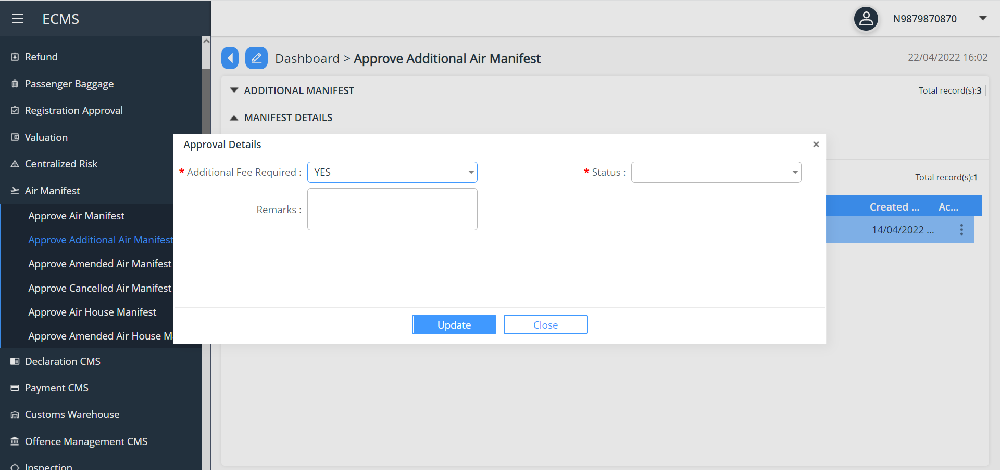 ECMS
N9879870870
Refund
Passenger Baggage
Registration Approval
Valuation
Centralized Risk
Air Manifest
Approve Air Manifest
Approve Additional Air Manifest
Approve Amended Air Manifest
Approve Cancelled Air Manifest
Approve Air House Manifest
Approve Amended Air House M
Declaration CMS
Payment CMS
Customs Warehouse
Offence Management CMS
Inspection
Dashboard > Approve Additional Air Manifest
22/04/2022 16:02
ADDITIONAL MANIFEST
Total record(s):3
MANIFEST DETAILS
Total record(s):1
Created ... Ac...
14/04/2022 ...
Approval Details
×
* Additional Fee Required : YES
* Status :
Remarks :
Update
Close